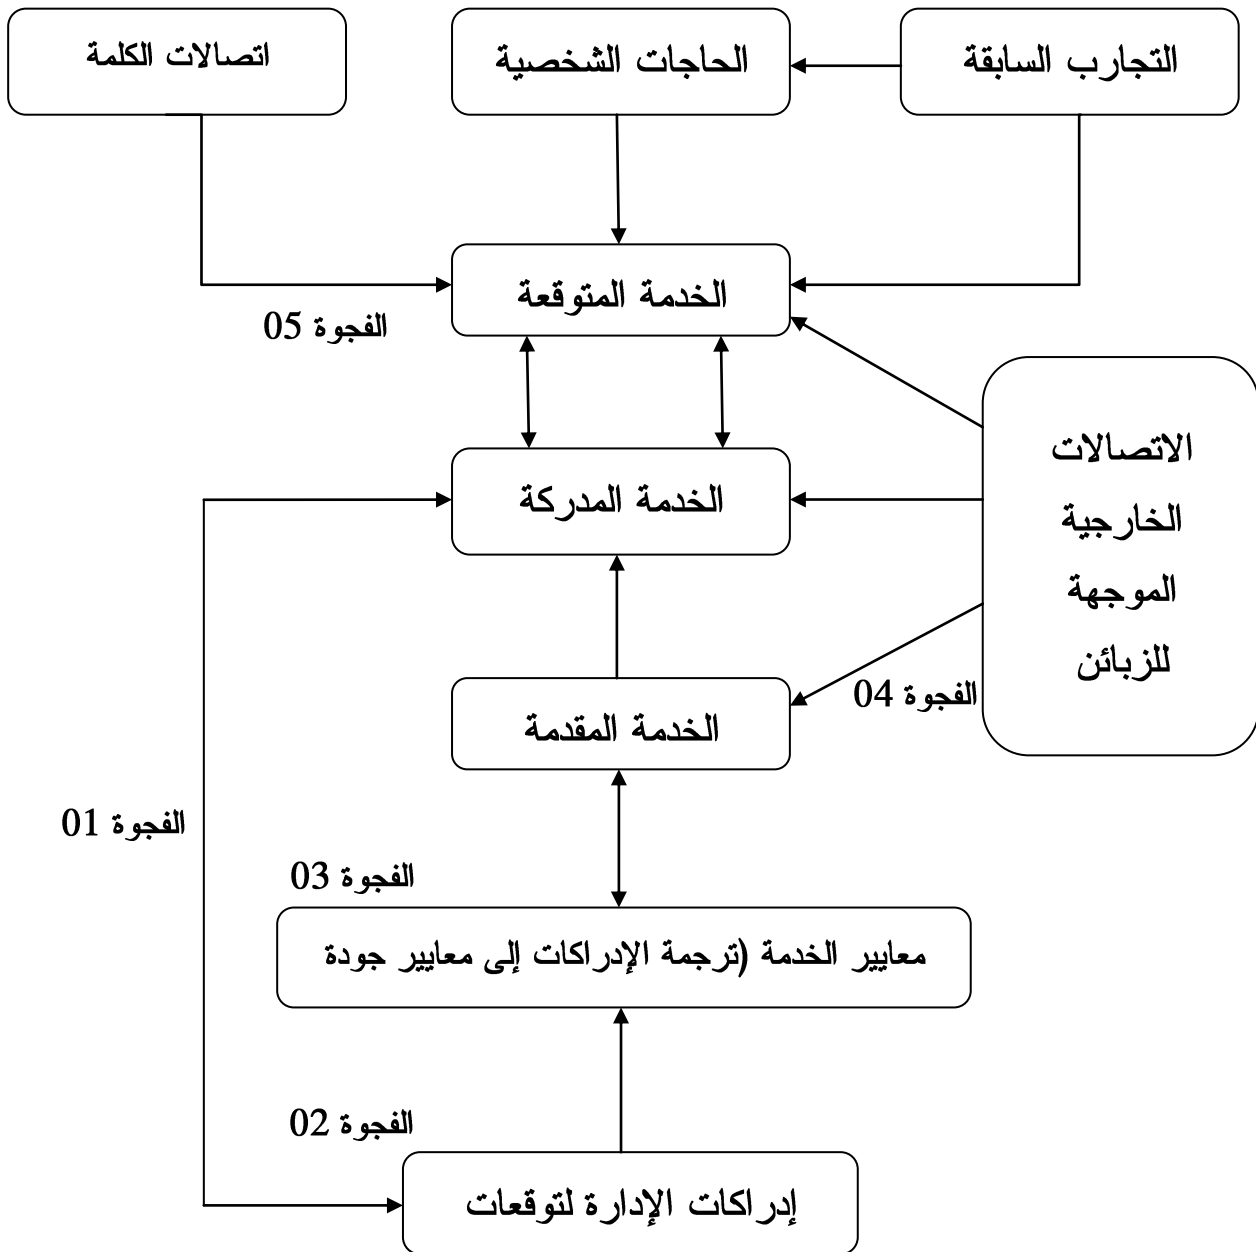 التجارب السابقة
الحاجات الشخصية
اتصالات الكلمة
الخدمة المتوقعة
الفجوة 05
الاتصالات
الخارجية
الموجهة
للزبائن
الخدمة المدركة
الفجوة 04
الخدمة المقدمة
الفجوة 01
الفجوة 03
معايير الخدمة (ترجمة الإدراكات إلى معايير جودة
الفجوة 02
إدراكات الإدارة لتوقعات